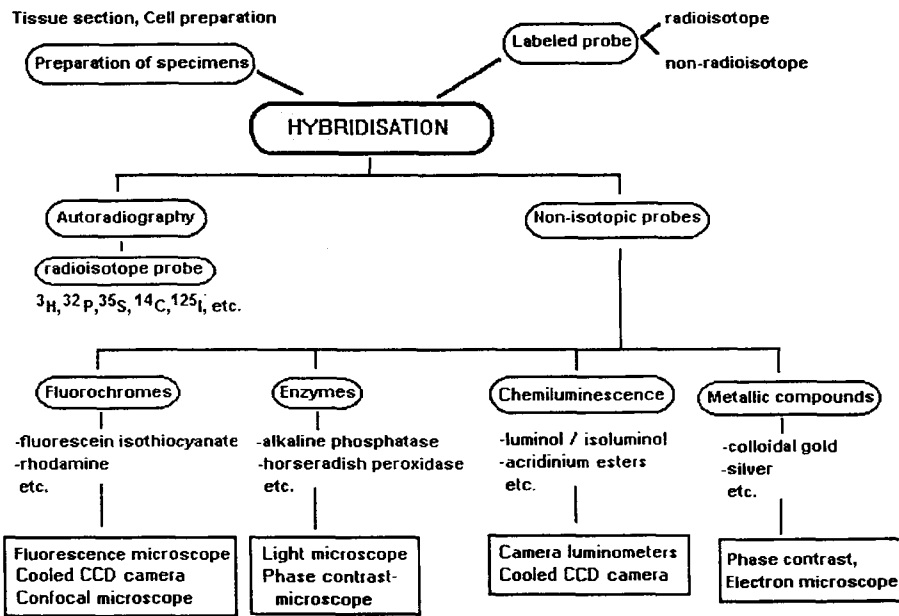 Tissue section, Cell preparation
Preparation of specimens
Labeled probe
radioisotope
non-radioisotope
HYBRIDISATION
Autoradiography
radioisotope probe
³H,³²P,³⁵S, ¹⁴C,¹²⁵I, etc.
Non-isotopic probes
Fluorochromes
-fluorescein isothiocyanate
-rhodamine
etc.
Fluorescence microscope
Cooled CCD camera
Confocal microscope
Enzymes
-alkaline phosphatase
-horseradish peroxidase
etc.
Light microscope
Phase contrast-
microscope
Chemiluminescence
-luminol / isoluminol
-acridinium esters
etc.
Camera luminometers
Cooled CCD camera
Metallic compounds
-colloidal gold
-silver
etc.
Phase contrast,
Electron microscope